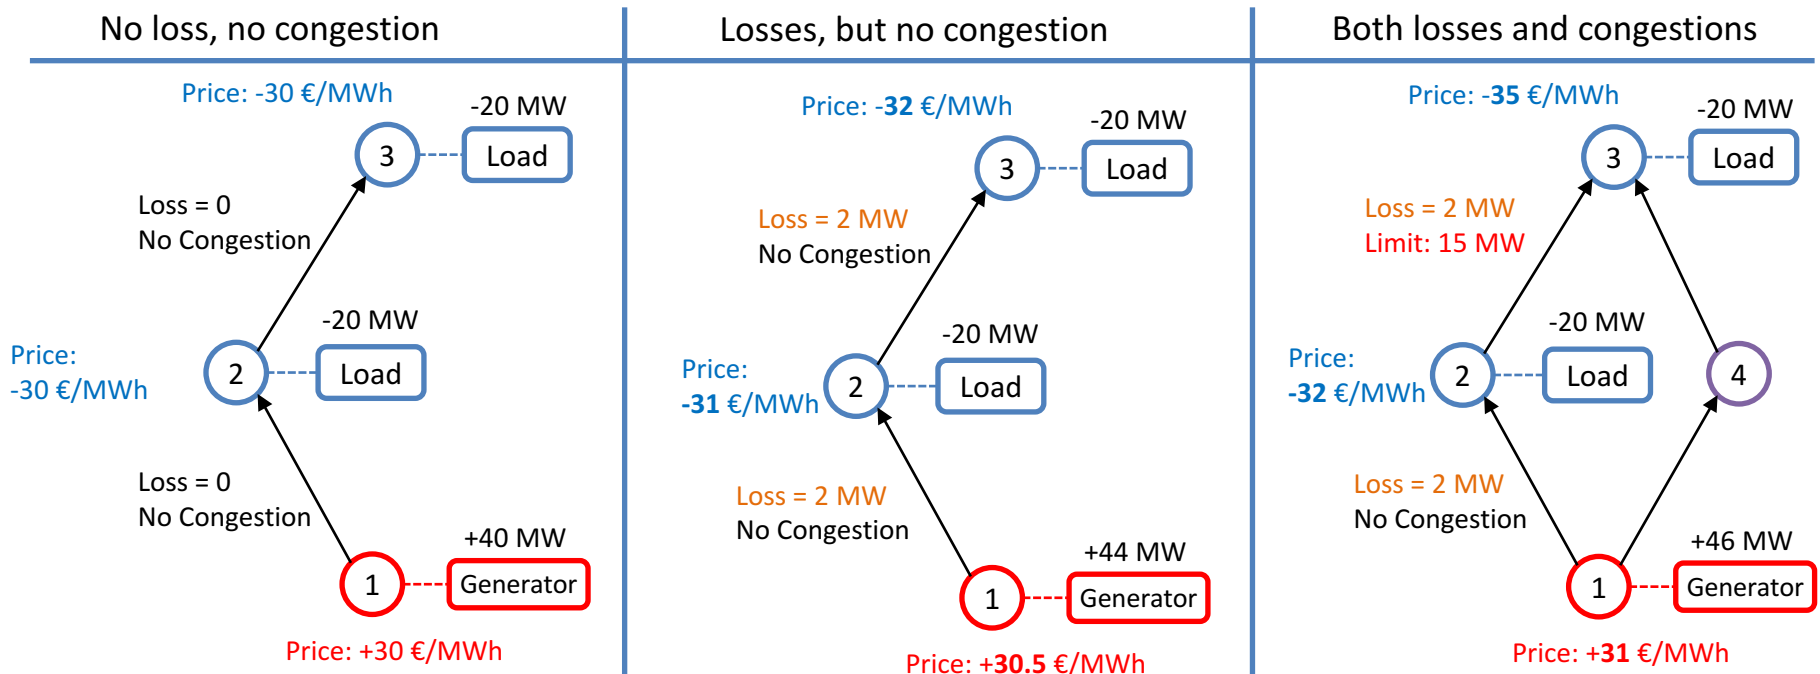 No loss, no congestion
Price: -30 €/MWh
-20 MW
3
Load
Loss = 0
No Congestion
-20 MW
Price:
-30 €/MWh
2
Load
Loss = 0
No Congestion
+40 MW
1
Generator
Price: +30 €/MWh
Losses, but no congestion
Price: -32 €/MWh
-20 MW
3
Load
Loss = 2 MW
No Congestion
-20 MW
Price:
-31 €/MWh
2
Load
Loss = 2 MW
No Congestion
+44 MW
1
Generator
Price: +30.5 €/MWh
Both losses and congestions
Price: -35 €/MWh
-20 MW
3
Load
Loss = 2 MW
Limit: 15 MW
-20 MW
Price:
-32 €/MWh
2
Load
4
Loss = 2 MW
No Congestion
+46 MW
1
Generator
Price: +31 €/MWh